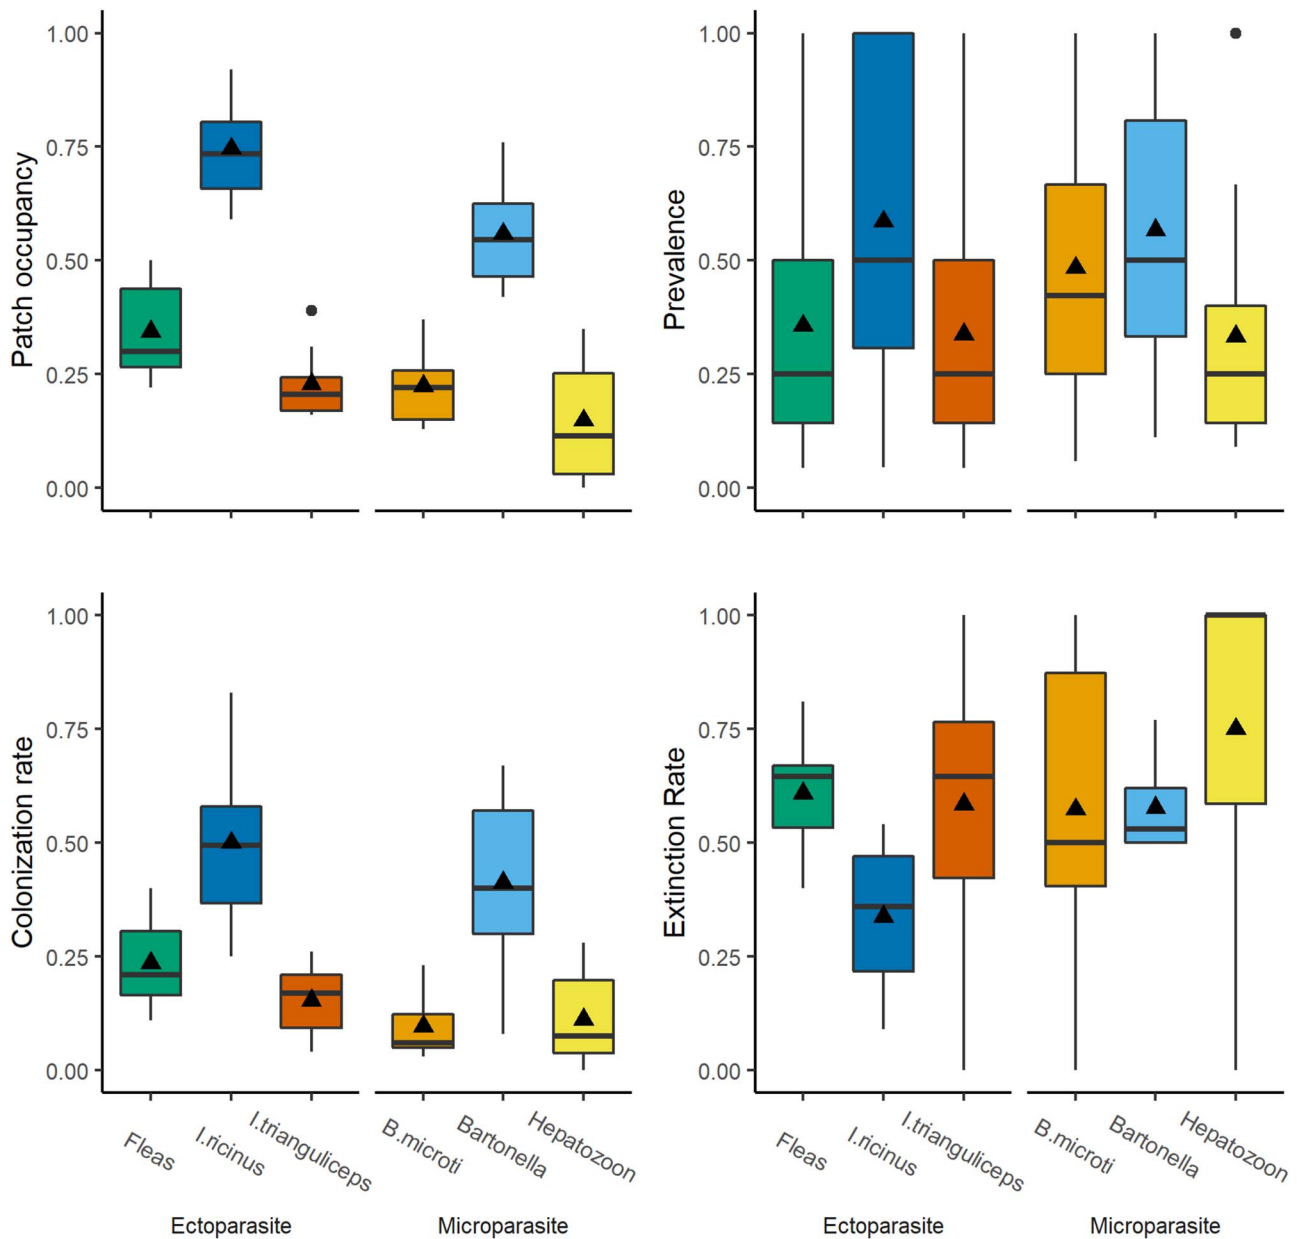 Patch occupancy
1.00
0.75
0.50
0.25
0.00
Prevalence
1.00
0.75
0.50
0.25
0.00
Colonization rate
1.00
0.75
0.50
0.25
0.00
Fleas
I.ricinus
I.trianguliceps
B.microti
Bartonella
Hepatozoon
Ectoparasite
Microparasite
Extinction Rate
1.00
0.75
0.50
0.25
0.00
Fleas
I.ricinus
I.trianguliceps
B.microti
Bartonella
Hepatozoon
Ectoparasite
Microparasite